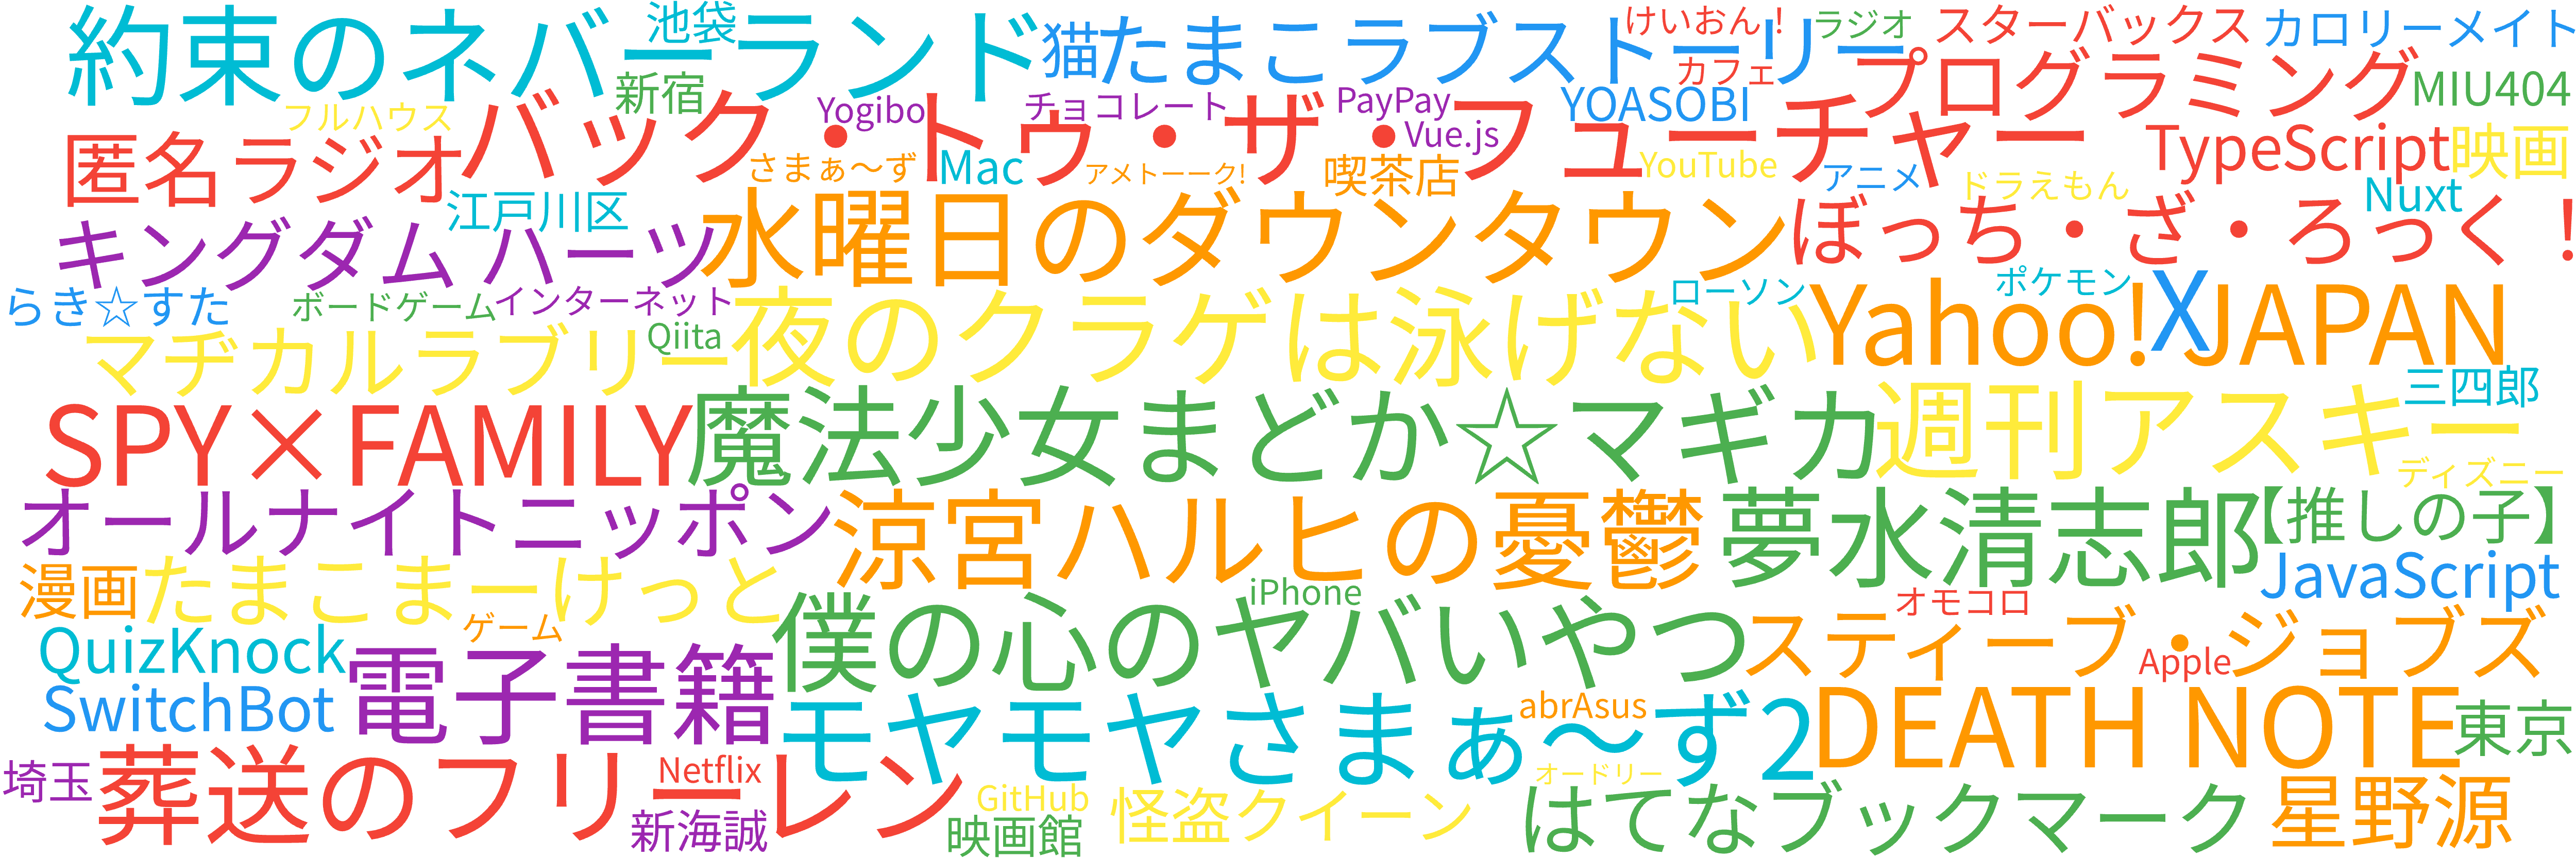 約束のネバーランド
池袋
猫
たまこラブストーリー
けいおん！
ラジオ
スターバックス
カロリーメイト
新宿
カフェ
プログラミング
MIU404
フルハウス
バック・トゥ・ザ・フューチャー
Yogibo
チョコレート
PayPay
YOASOBI
匿名ラジオ
Vue.js
TypeScript
映画
さまぁ～ず
Mac
アメトーーク!
喫茶店
YouTube
アニメ
ドラえもん
Nuxt
江戸川区
キングダム ハーツ
水曜日のダウンタウン
ぼっち・ざ・ろっく！
らき☆すた
ボードゲーム
インターネット
ローソン
ポケモン
Yahoo! JAPAN
X
マヂカルラブリー
Qiita
夜のクラゲは泳げない
三四郎
SPY×FAMILY
魔法少女まどか☆マギカ
週刊アスキー
ディズニー
オールナイトニッポン
涼宮ハルヒの憂鬱
夢水清志郎
【推しの子】
漫画
たまこまーけっと
iPhone
オモコロ
JavaScript
QuizKnock
ゲーム
僕の心のヤバいやつ
スティーブ・ジョブズ
Apple
SwitchBot
電子書籍
モヤモヤさまぁ～ず2
abrAsus
DEATH NOTE
東京
埼玉
葬送のフリーレン
Netflix
新海誠
GitHub
映画館
怪盗クイーン
オードリー
はてなブックマーク
星野源